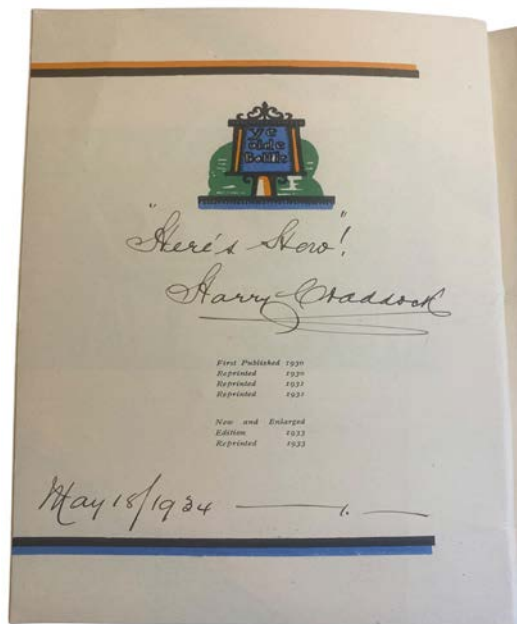 ye
olde
Bottle
"Here's How"!
Harry Craddock
First Published 1930
Reprinted 1930
Reprinted 1931
Reprinted 1931
New and Enlarged
Edition 1933
Reprinted 1933
May 18/1934